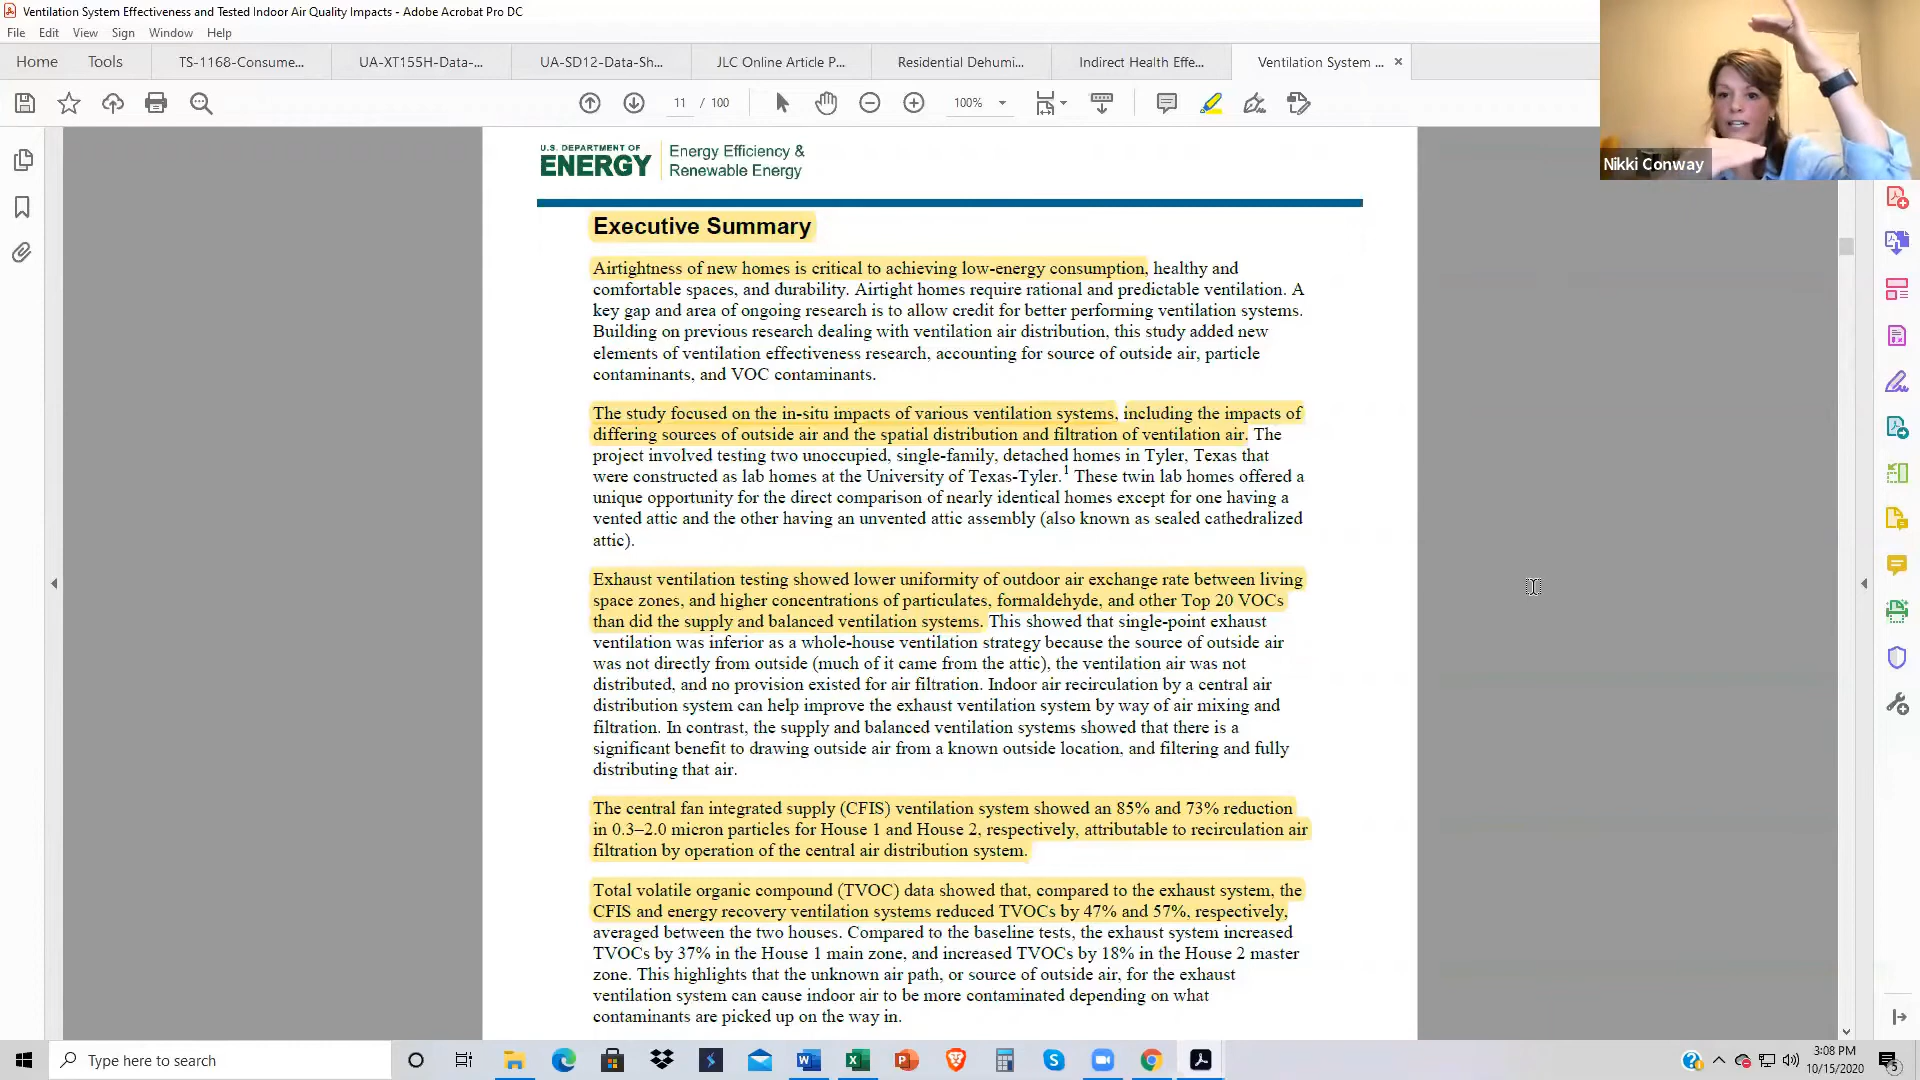 Ventilation System Effectiveness and Tested Indoor Air Quality Impacts - Adobe Acrobat Pro DC
File Edit View Sign Window Help
Home Tools TS-1168-Consume... UA-XT155H-Data-... UA-SD12-Data-Sh... JLC Online Article P... Residential Dehumi... Indirect Health Effe... Ventilation System ... ×
11 / 100 100%
Nikki Conway
U.S. DEPARTMENT OF
ENERGY
Energy Efficiency &
Renewable Energy
Executive Summary
Airtightness of new homes is critical to achieving low-energy consumption, healthy and
comfortable spaces, and durability. Airtight homes require rational and predictable ventilation. A
key gap and area of ongoing research is to allow credit for better performing ventilation systems.
Building on previous research dealing with ventilation air distribution, this study added new
elements of ventilation effectiveness research, accounting for source of outside air, particle
contaminants, and VOC contaminants.
The study focused on the in-situ impacts of various ventilation systems, including the impacts of
differing sources of outside air and the spatial distribution and filtration of ventilation air. The
project involved testing two unoccupied, single-family, detached homes in Tyler, Texas that
were constructed as lab homes at the University of Texas-Tyler.1 These twin lab homes offered a
unique opportunity for the direct comparison of nearly identical homes except for one having a
vented attic and the other having an unvented attic assembly (also known as sealed cathedralized
attic).
Exhaust ventilation testing showed lower uniformity of outdoor air exchange rate between living
space zones, and higher concentrations of particulates, formaldehyde, and other Top 20 VOCs
than did the supply and balanced ventilation systems. This showed that single-point exhaust
ventilation was inferior as a whole-house ventilation strategy because the source of outside air
was not directly from outside (much of it came from the attic), the ventilation air was not
distributed, and no provision existed for air filtration. Indoor air recirculation by a central air
distribution system can help improve the exhaust ventilation system by way of air mixing and
filtration. In contrast, the supply and balanced ventilation systems showed that there is a
significant benefit to drawing outside air from a known outside location, and filtering and fully
distributing that air.
The central fan integrated supply (CFIS) ventilation system showed an 85% and 73% reduction
in 0.3–2.0 micron particles for House 1 and House 2, respectively, attributable to recirculation air
filtration by operation of the central air distribution system.
Total volatile organic compound (TVOC) data showed that, compared to the exhaust system, the
CFIS and energy recovery ventilation systems reduced TVOCs by 47% and 57%, respectively,
averaged between the two houses. Compared to the baseline tests, the exhaust system increased
TVOCs by 37% in the House 1 main zone, and increased TVOCs by 18% in the House 2 master
zone. This highlights that the unknown air path, or source of outside air, for the exhaust
ventilation system can cause indoor air to be more contaminated depending on what
contaminants are picked up on the way in.
Type here to search
3:08 PM
10/15/2020
5